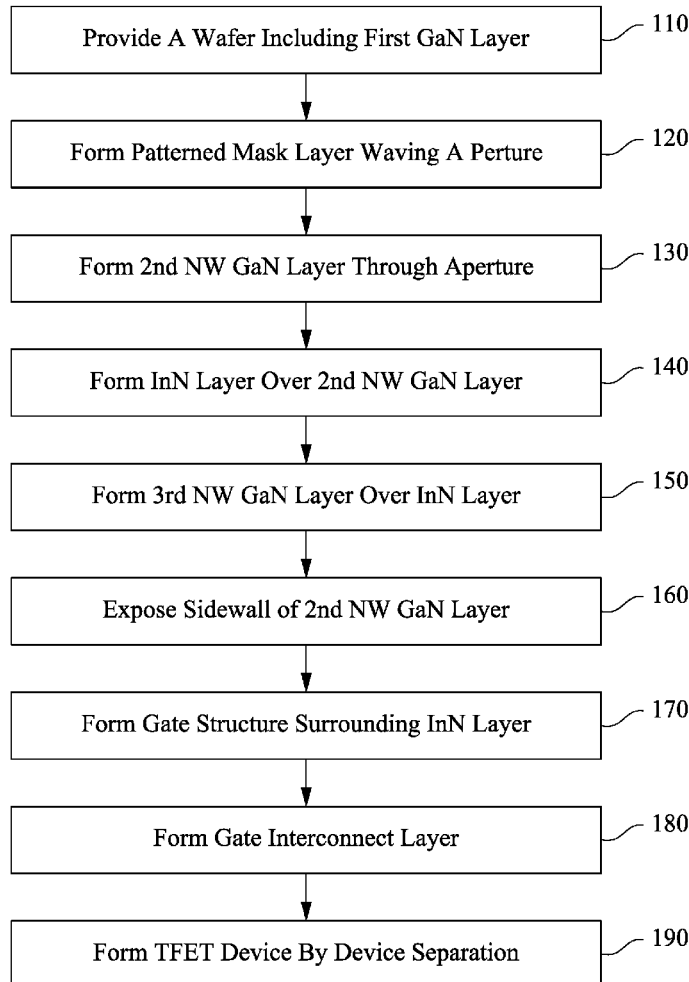 Provide A Wafer Including First GaN Layer
110
Form Patterned Mask Layer Waving A Perture
120
Form 2nd NW GaN Layer Through Aperture
130
Form InN Layer Over 2nd NW GaN Layer
140
Form 3rd NW GaN Layer Over InN Layer
150
Expose Sidewall of 2nd NW GaN Layer
160
Form Gate Structure Surrounding InN Layer
170
Form Gate Interconnect Layer
180
Form TFET Device By Device Separation
190